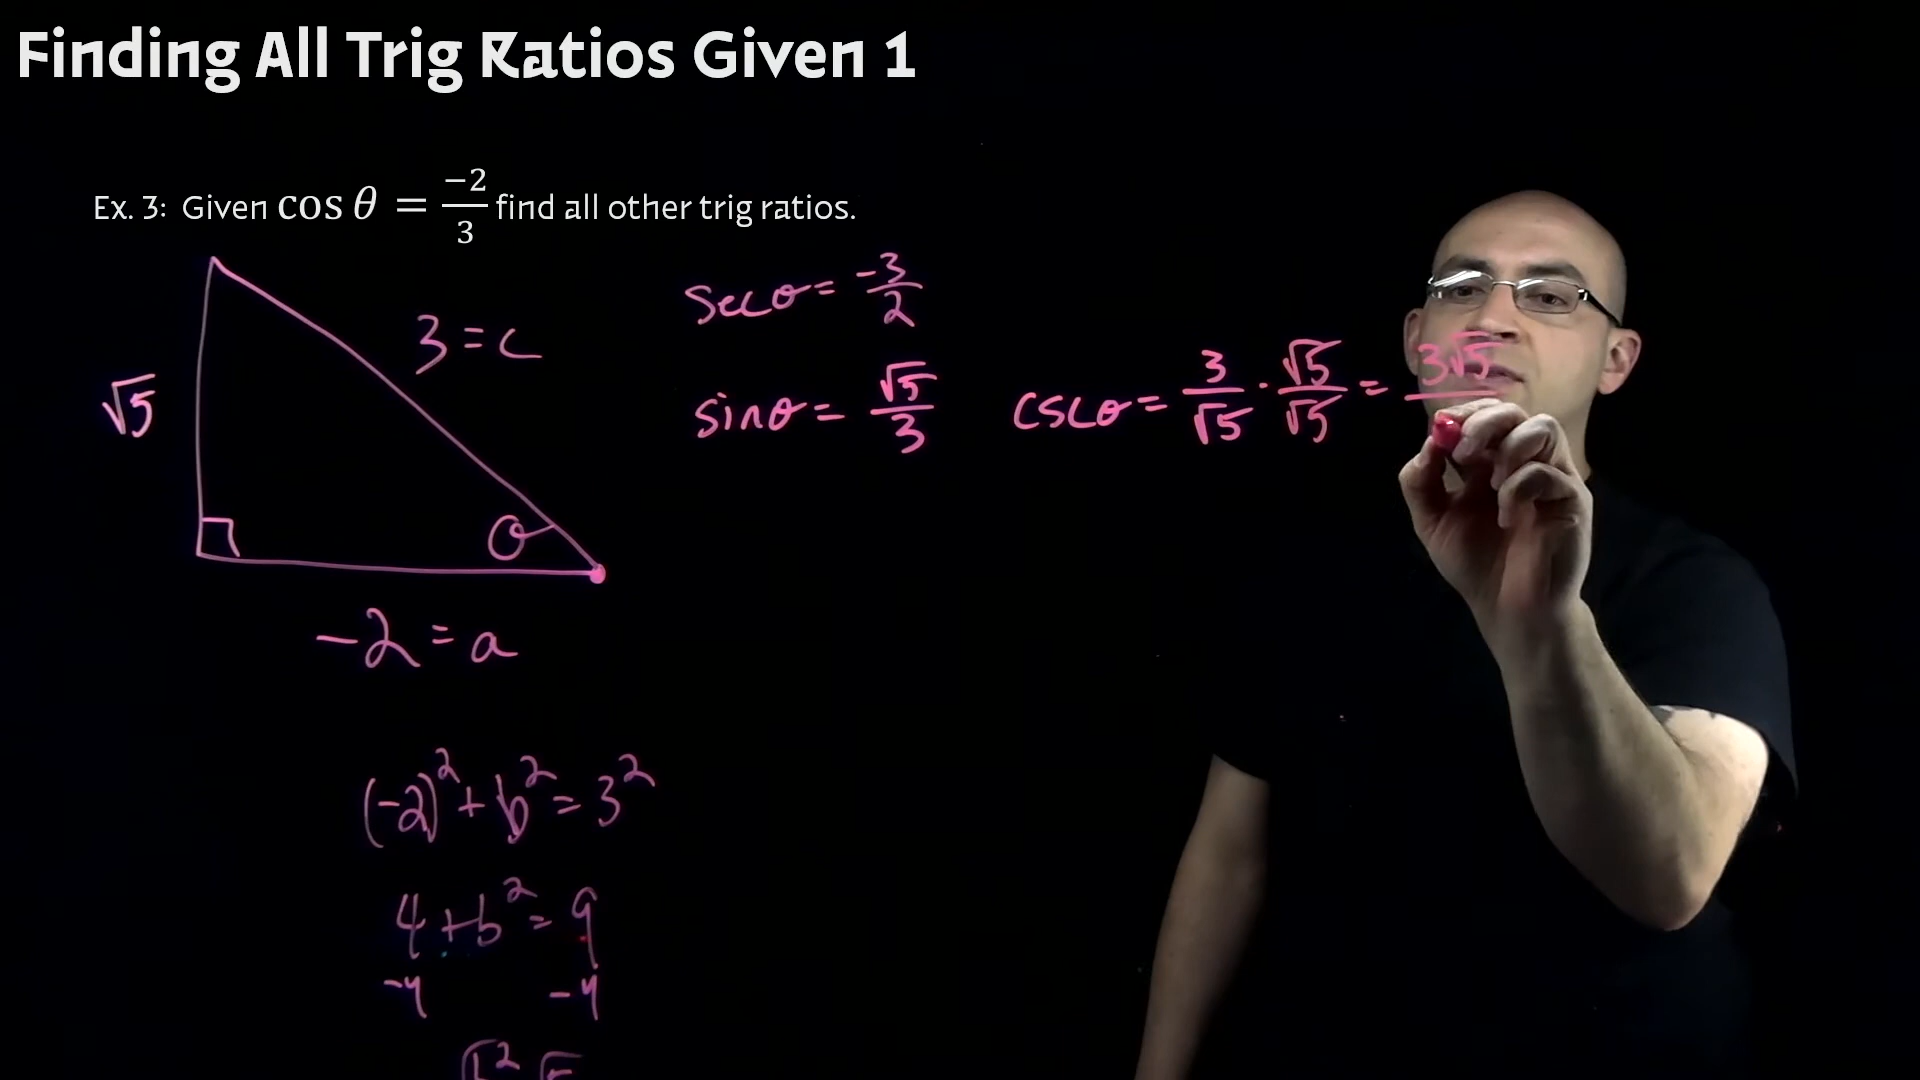 Finding All Trig Ratios Given 1
Ex. 3: Given cos θ = -2/3 find all other trig ratios.
3 = c
√5
θ
-2 = a
(-2)² + b² = 3²
4 + b² = 9
-4 -4
secθ = -3/2
sinθ = √5/3
cscθ = 3/√5 · √5/√5 = 3√5